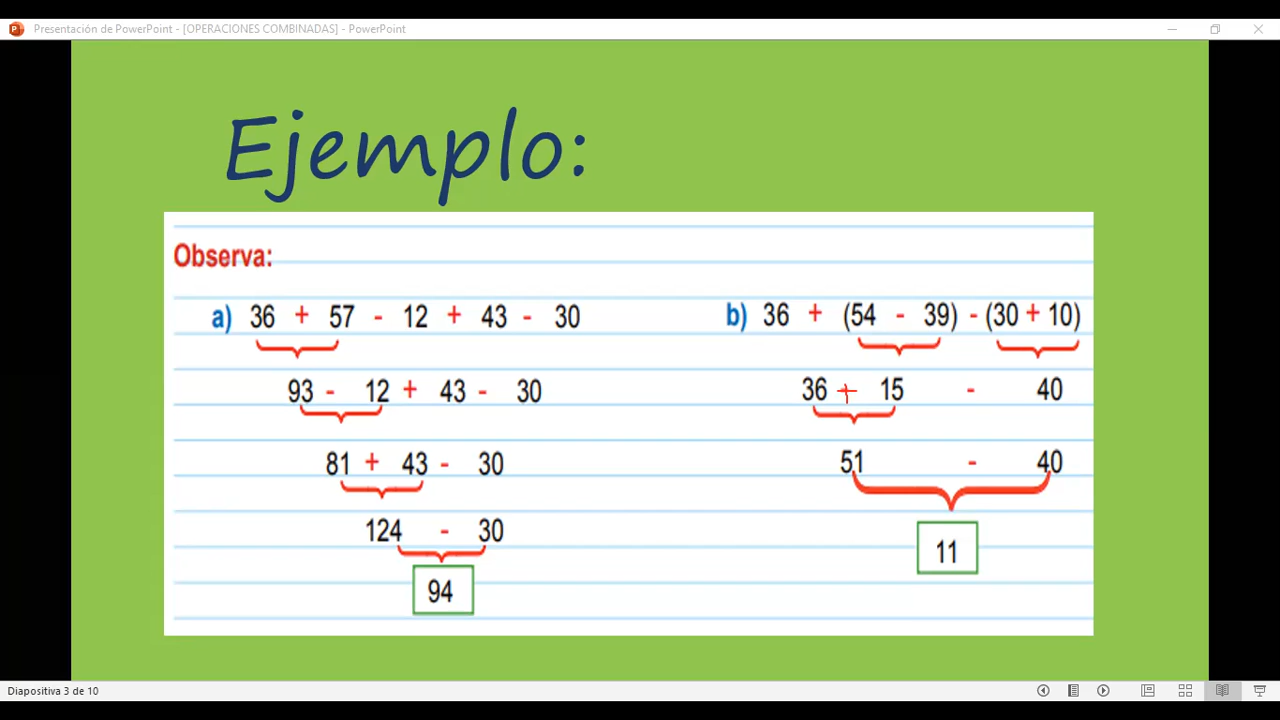 Presentación de PowerPoint - [OPERACIONES COMBINADAS] - PowerPoint
Ejemplo:
Observa:
a) 36 + 57 - 12 + 43 - 30
93 - 12 + 43 - 30
81 + 43 - 30
124 - 30
94
b) 36 + (54 - 39) - (30 + 10)
36 + 15 - 40
51 - 40
11
Diapositiva 3 de 10